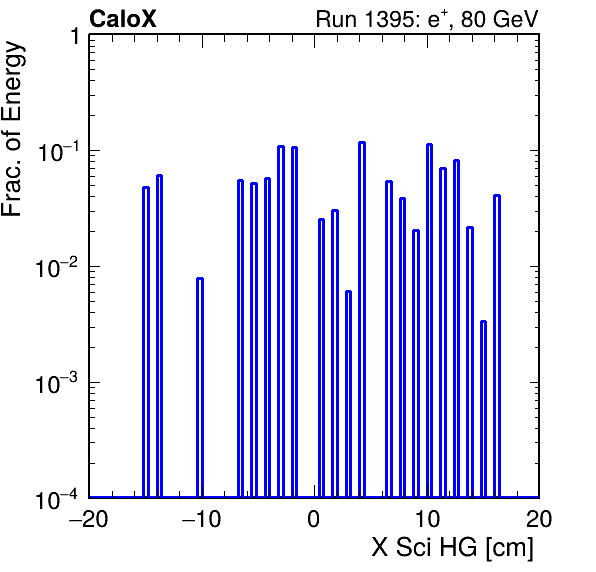 CaloX Run 1395: e⁺, 80 GeV
Frac. of Energy
1
10⁻¹
10⁻²
10⁻³
10⁻⁴
−20 −10 0 10 20
X Sci HG [cm]